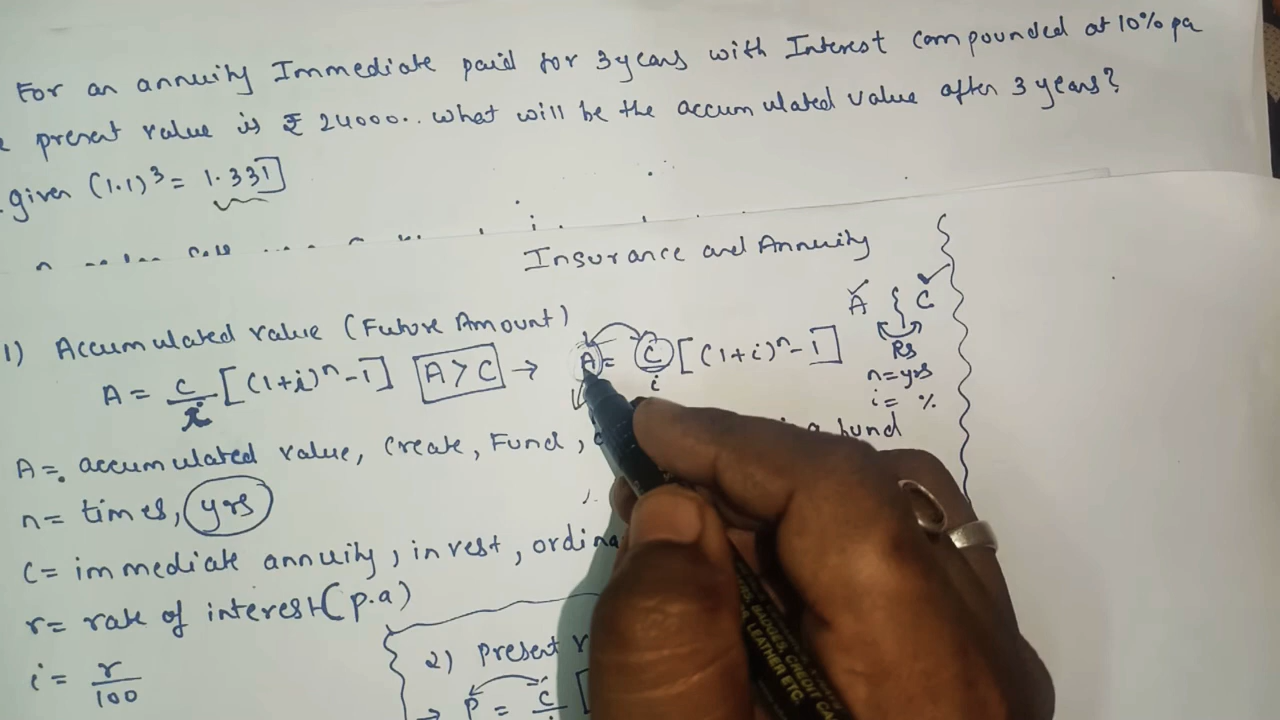 For an annuity Immediate paid for 3 years with Interest compounded at 10% pa
present value is ₹ 24000.. what will be the accumulated value after 3 years?
given (1.1)³ = 1.331]
Insurance and Annuity
1) Accumulated value (Future Amount)
A = C/i [(1+i)ⁿ-1] A > C → A = C/i [(1+i)ⁿ-1]
A } C
Rs
n = yrs
i = %
A = accumulated value, create, Fund, fund
n = times, yrs
C = immediate annuity, invest,
r = rate of interest (p.a)
i = r/100
2) Present
→ P = C